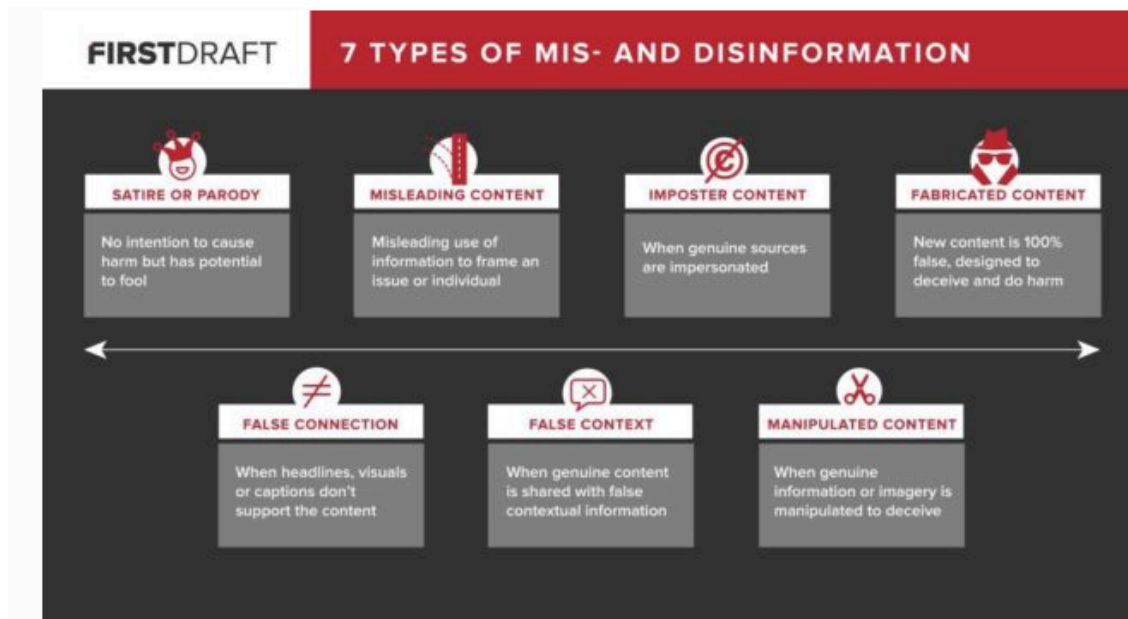 FIRSTDRAFT
7 TYPES OF MIS- AND DISINFORMATION
SATIRE OR PARODY
No intention to cause
harm but has potential
to fool
MISLEADING CONTENT
Misleading use of
information to frame an
issue or individual
IMPOSTER CONTENT
When genuine sources
are impersonated
FABRICATED CONTENT
New content is 100%
false, designed to
deceive and do harm
FALSE CONNECTION
When headlines, visuals
or captions don't
support the content
FALSE CONTEXT
When genuine content
is shared with false
contextual information
MANIPULATED CONTENT
When genuine
information or imagery is
manipulated to deceive